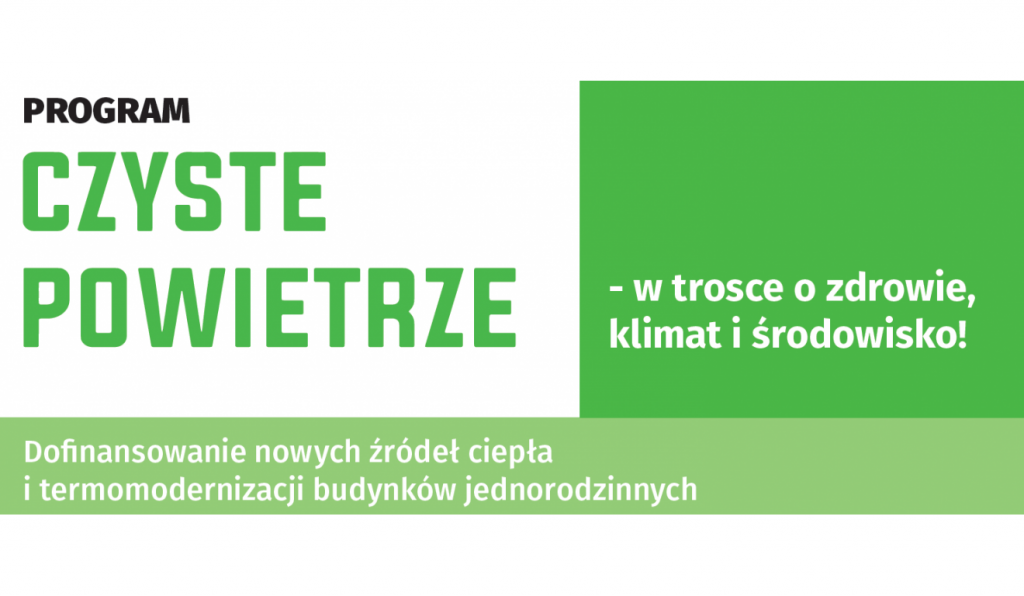 PROGRAM
CZYSTE
POWIETRZE
- w trosce o zdrowie,
klimat i środowisko!
Dofinansowanie nowych źródeł ciepła
i termomodernizacji budynków jednorodzinnych